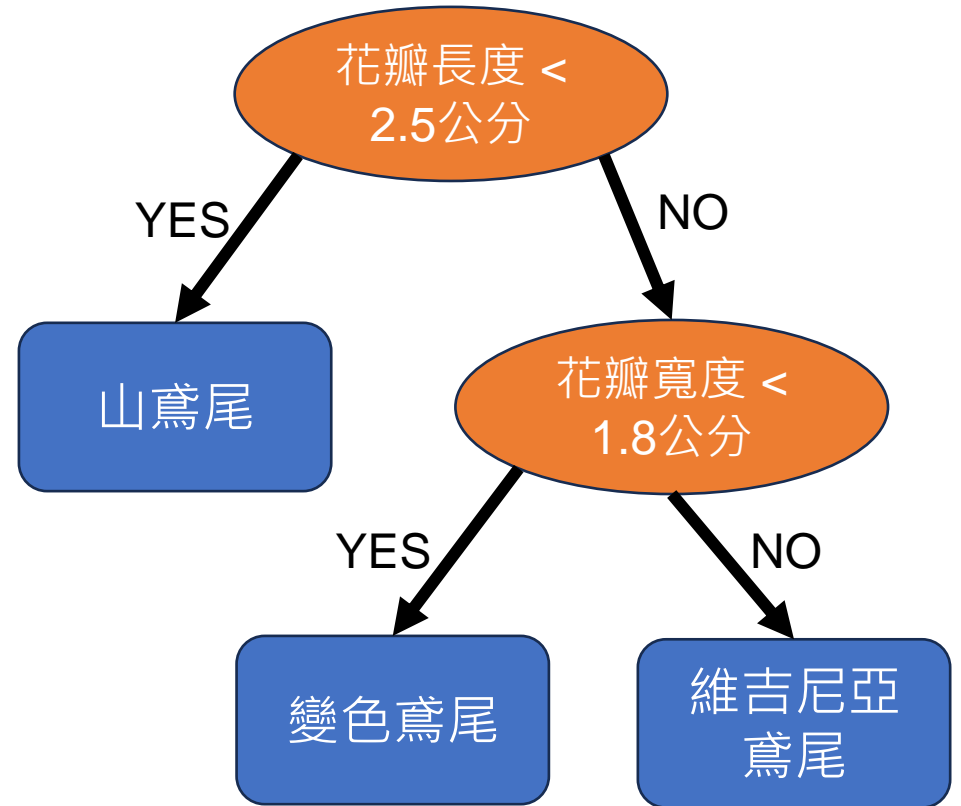 花瓣長度 <
2.5公分
YES
NO
山鳶尾
花瓣寬度 <
1.8公分
YES
NO
變色鳶尾
維吉尼亞
鳶尾